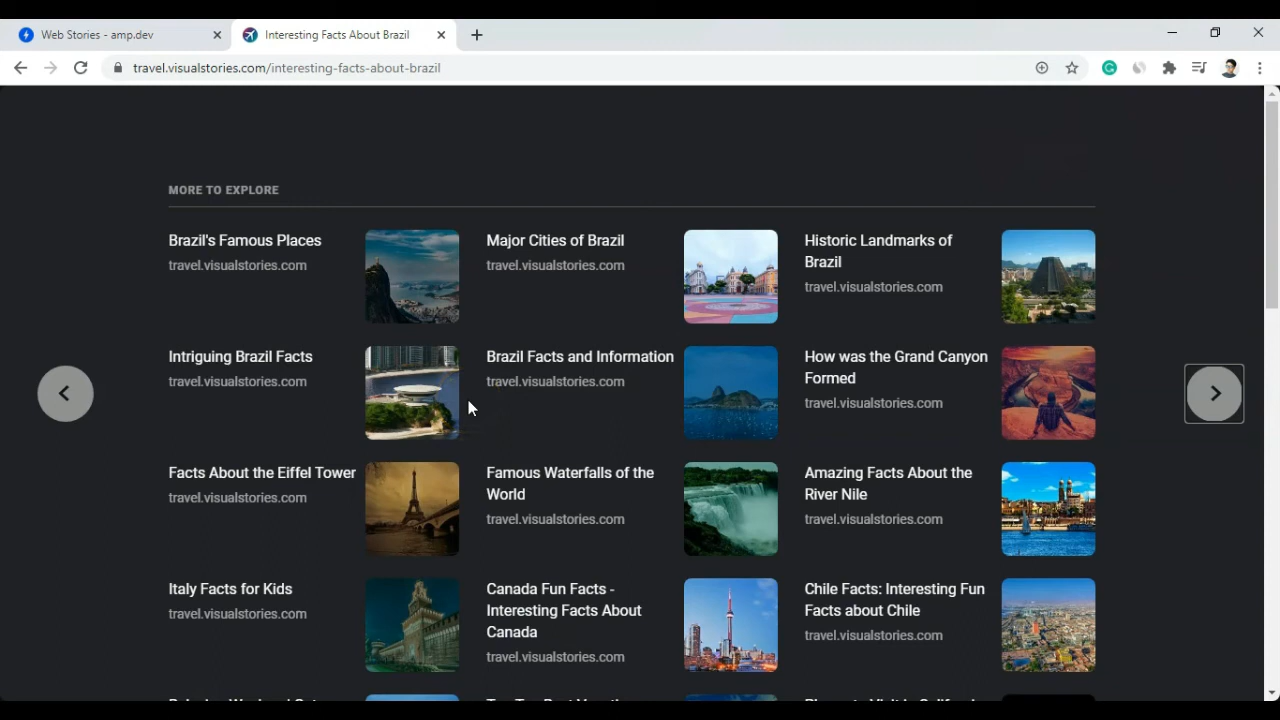 Web Stories - amp.dev
Interesting Facts About Brazil
travel.visualstories.com/interesting-facts-about-brazil
MORE TO EXPLORE
Brazil's Famous Places
travel.visualstories.com
Major Cities of Brazil
travel.visualstories.com
Historic Landmarks of
Brazil
travel.visualstories.com
Intriguing Brazil Facts
travel.visualstories.com
Brazil Facts and Information
travel.visualstories.com
How was the Grand Canyon
Formed
travel.visualstories.com
Facts About the Eiffel Tower
travel.visualstories.com
Famous Waterfalls of the
World
travel.visualstories.com
Amazing Facts About the
River Nile
travel.visualstories.com
Italy Facts for Kids
travel.visualstories.com
Canada Fun Facts -
Interesting Facts About
Canada
travel.visualstories.com
Chile Facts: Interesting Fun
Facts about Chile
travel.visualstories.com